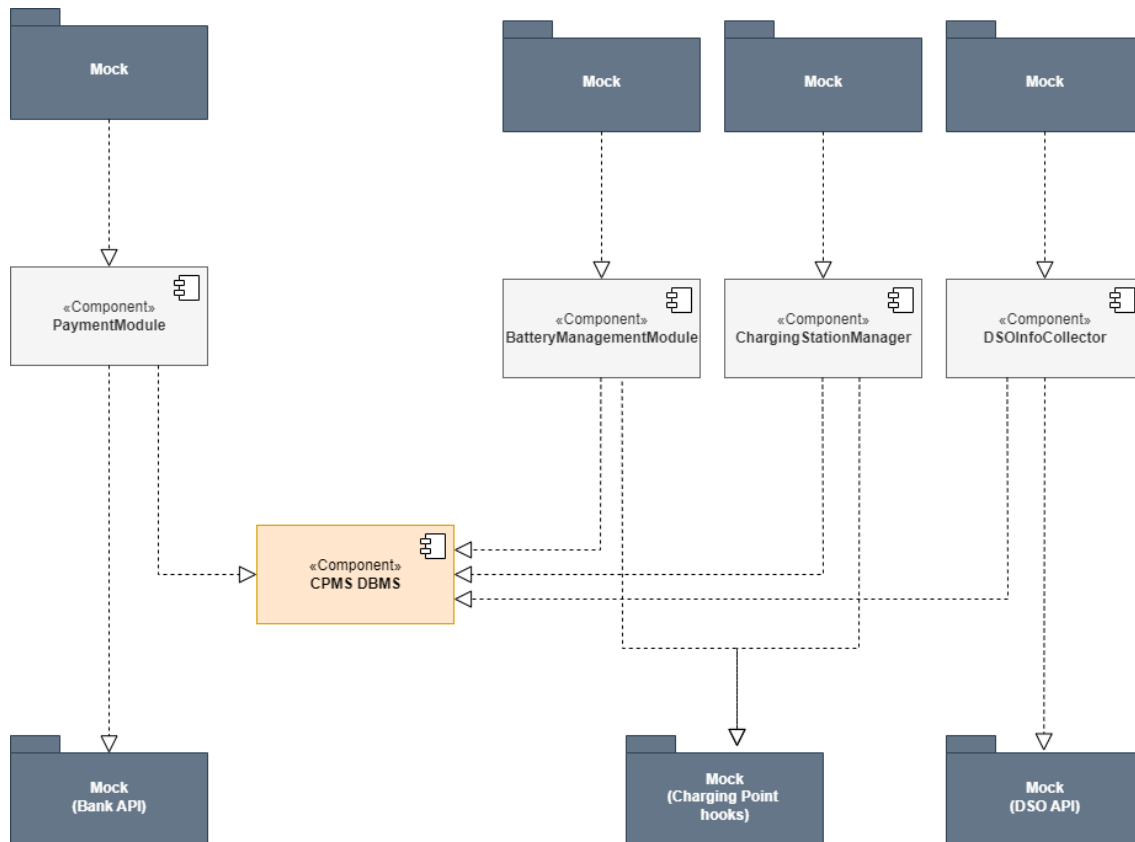 Mock
Mock
Mock
Mock
«Component»
PaymentModule
«Component»
BatteryManagementModule
«Component»
ChargingStationManager
«Component»
DSOInfoCollector
«Component»
CPMS DBMS
Mock
(Bank API)
Mock
(Charging Point
hooks)
Mock
(DSO API)